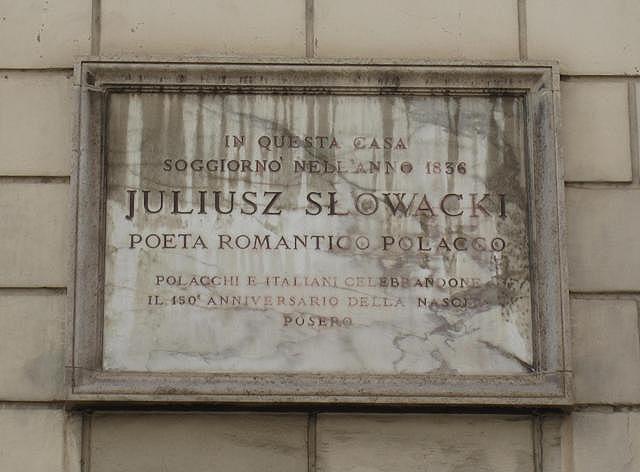 IN QUESTA CASA
SOGGIORNO' NELL'ANNO 1836
JULIUSZ SŁOWACKI
POETA ROMANTICO POLACCO
POLACCHI E ITALIANI CELEBRANDONE
IL 150° ANNIVERSARIO DELLA
POSERO